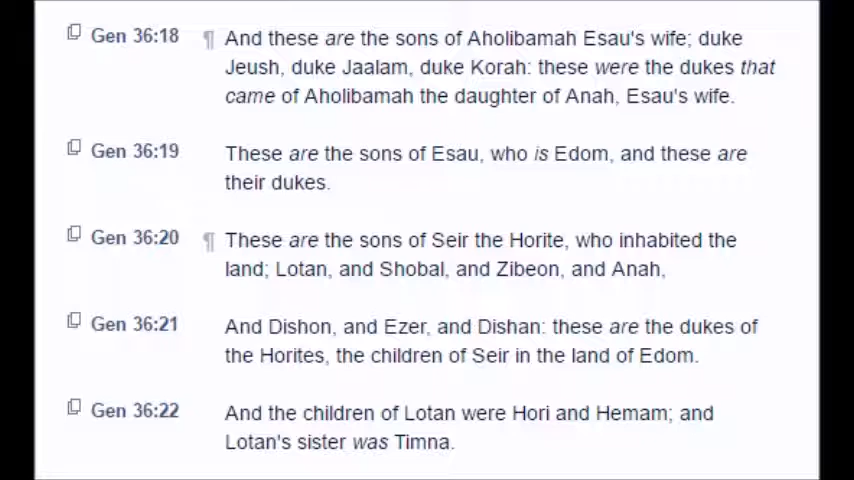 Gen 36:18 ¶ And these are the sons of Aholibamah Esau's wife; duke
Jeush, duke Jaalam, duke Korah: these were the dukes that
came of Aholibamah the daughter of Anah, Esau's wife.
Gen 36:19 These are the sons of Esau, who is Edom, and these are
their dukes.
Gen 36:20 ¶ These are the sons of Seir the Horite, who inhabited the
land; Lotan, and Shobal, and Zibeon, and Anah,
Gen 36:21 And Dishon, and Ezer, and Dishan: these are the dukes of
the Horites, the children of Seir in the land of Edom.
Gen 36:22 And the children of Lotan were Hori and Hemam; and
Lotan's sister was Timna.